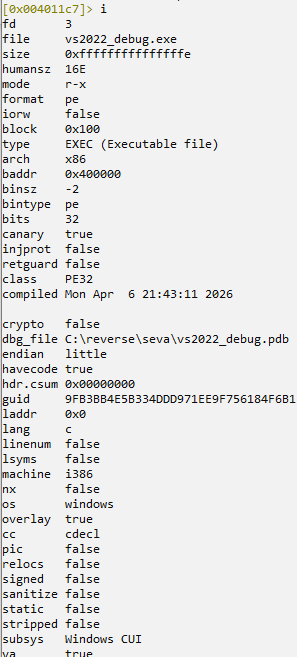 [0x004011c7]> i
fd 3
file vs2022_debug.exe
size 0xfffffffffffffffe
humansz 16E
mode r-x
format pe
iorw false
block 0x100
type EXEC (Executable file)
arch x86
baddr 0x400000
binsz -2
bintype pe
bits 32
canary true
injprot false
retguard false
class PE32
compiled Mon Apr 6 21:43:11 2026
crypto false
dbg_file C:\reverse\seva\vs2022_debug.pdb
endian little
havecode true
hdr.csum 0x00000000
guid 9FB3BB4E5B334DDD971EE9F756184F6B1
laddr 0x0
lang c
linenum false
lsyms false
machine i386
nx false
os windows
overlay true
cc cdecl
pic false
relocs false
signed false
sanitize false
static false
stripped false
subsys Windows CUI
va true